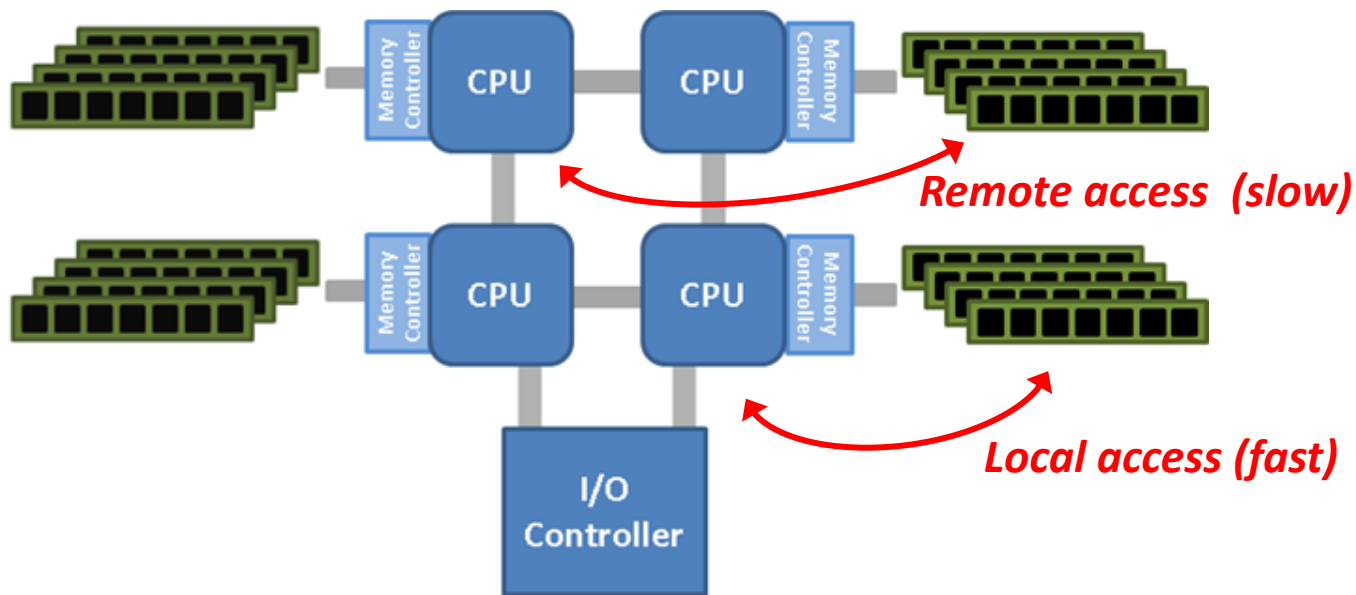 Memory
Controller
CPU
CPU
Memory
Controller
Remote access (slow)
Memory
Controller
CPU
CPU
Memory
Controller
Local access (fast)
I/O
Controller